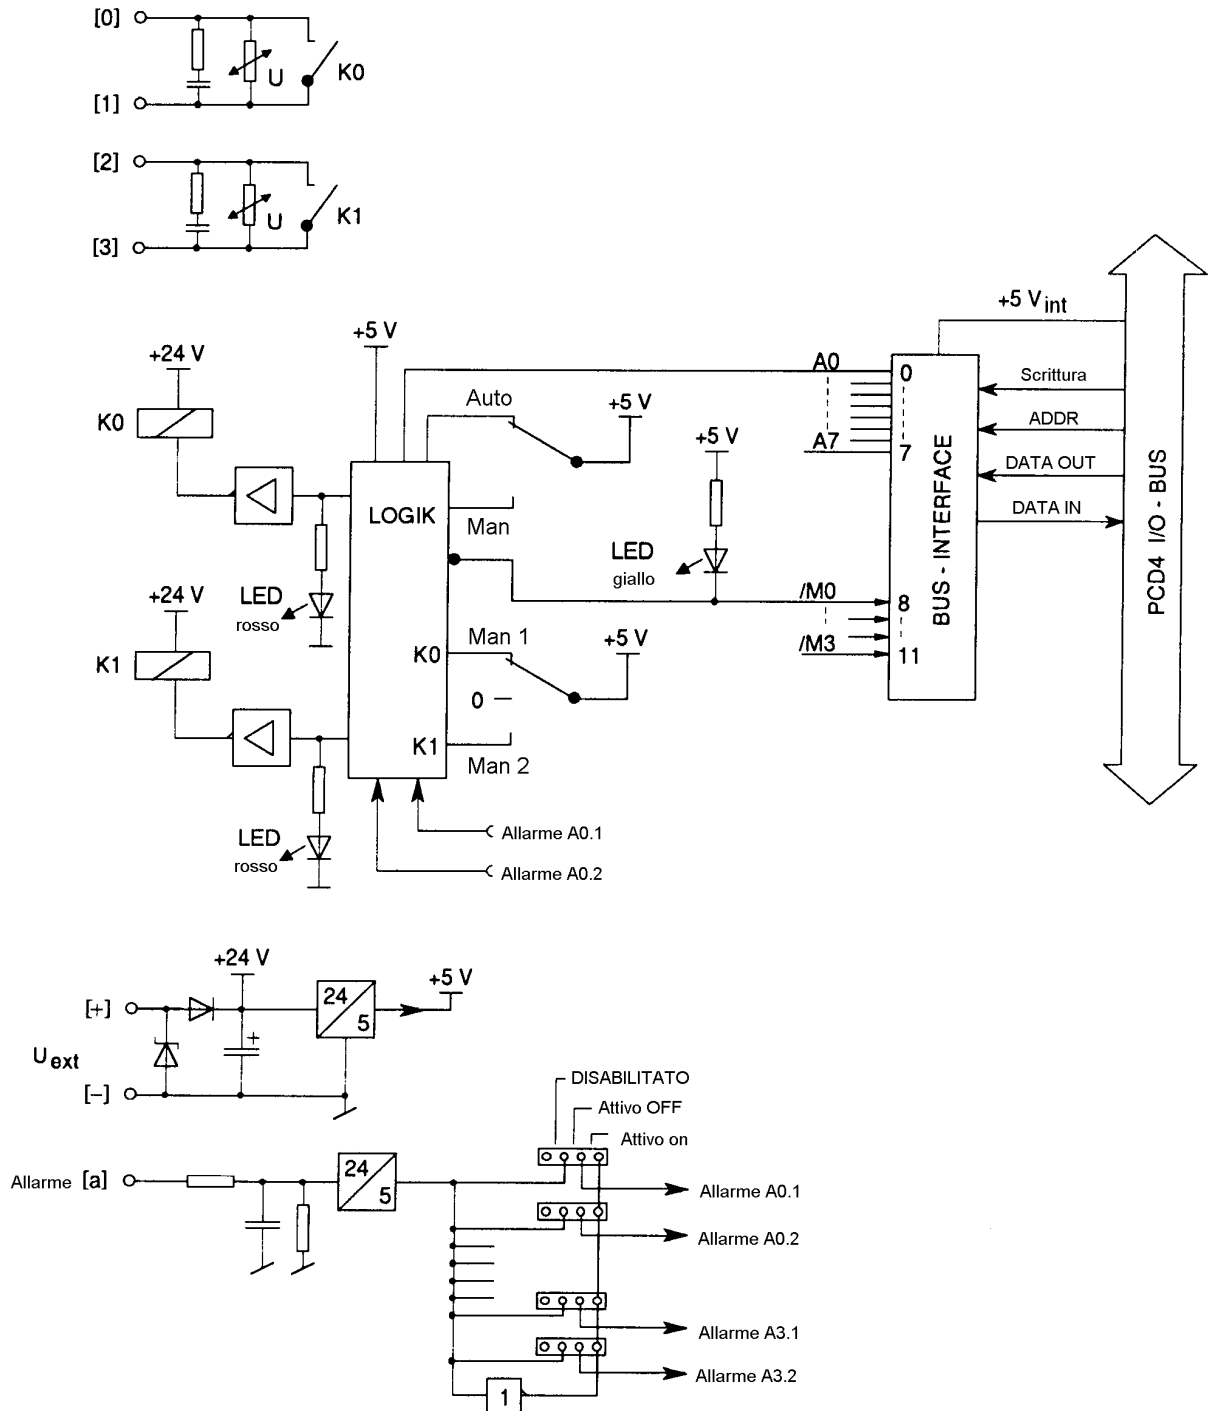 [0]
U
K0
[1]
[2]
U
K1
[3]
+5 V int
+5 V
+24 V
A0
0
Scrittura
Auto
+5 V
K0
+5 V
ADDR
A7
7
DATA OUT
LOGIK
Man
DATA IN
LED
giallo
BUS - INTERFACE
PCD4 I/O - BUS
+24 V
LED
rosso
/M0
8
Man 1
+5 V
K1
K0
/M3
11
0
K1
Man 2
LED
rosso
Allarme A0.1
Allarme A0.2
+24 V
+5 V
[+]
24
5
+
U ext
[–]
DISABILITATO
Attivo OFF
Attivo on
Allarme [a]
24
5
Allarme A0.1
Allarme A0.2
Allarme A3.1
Allarme A3.2
1